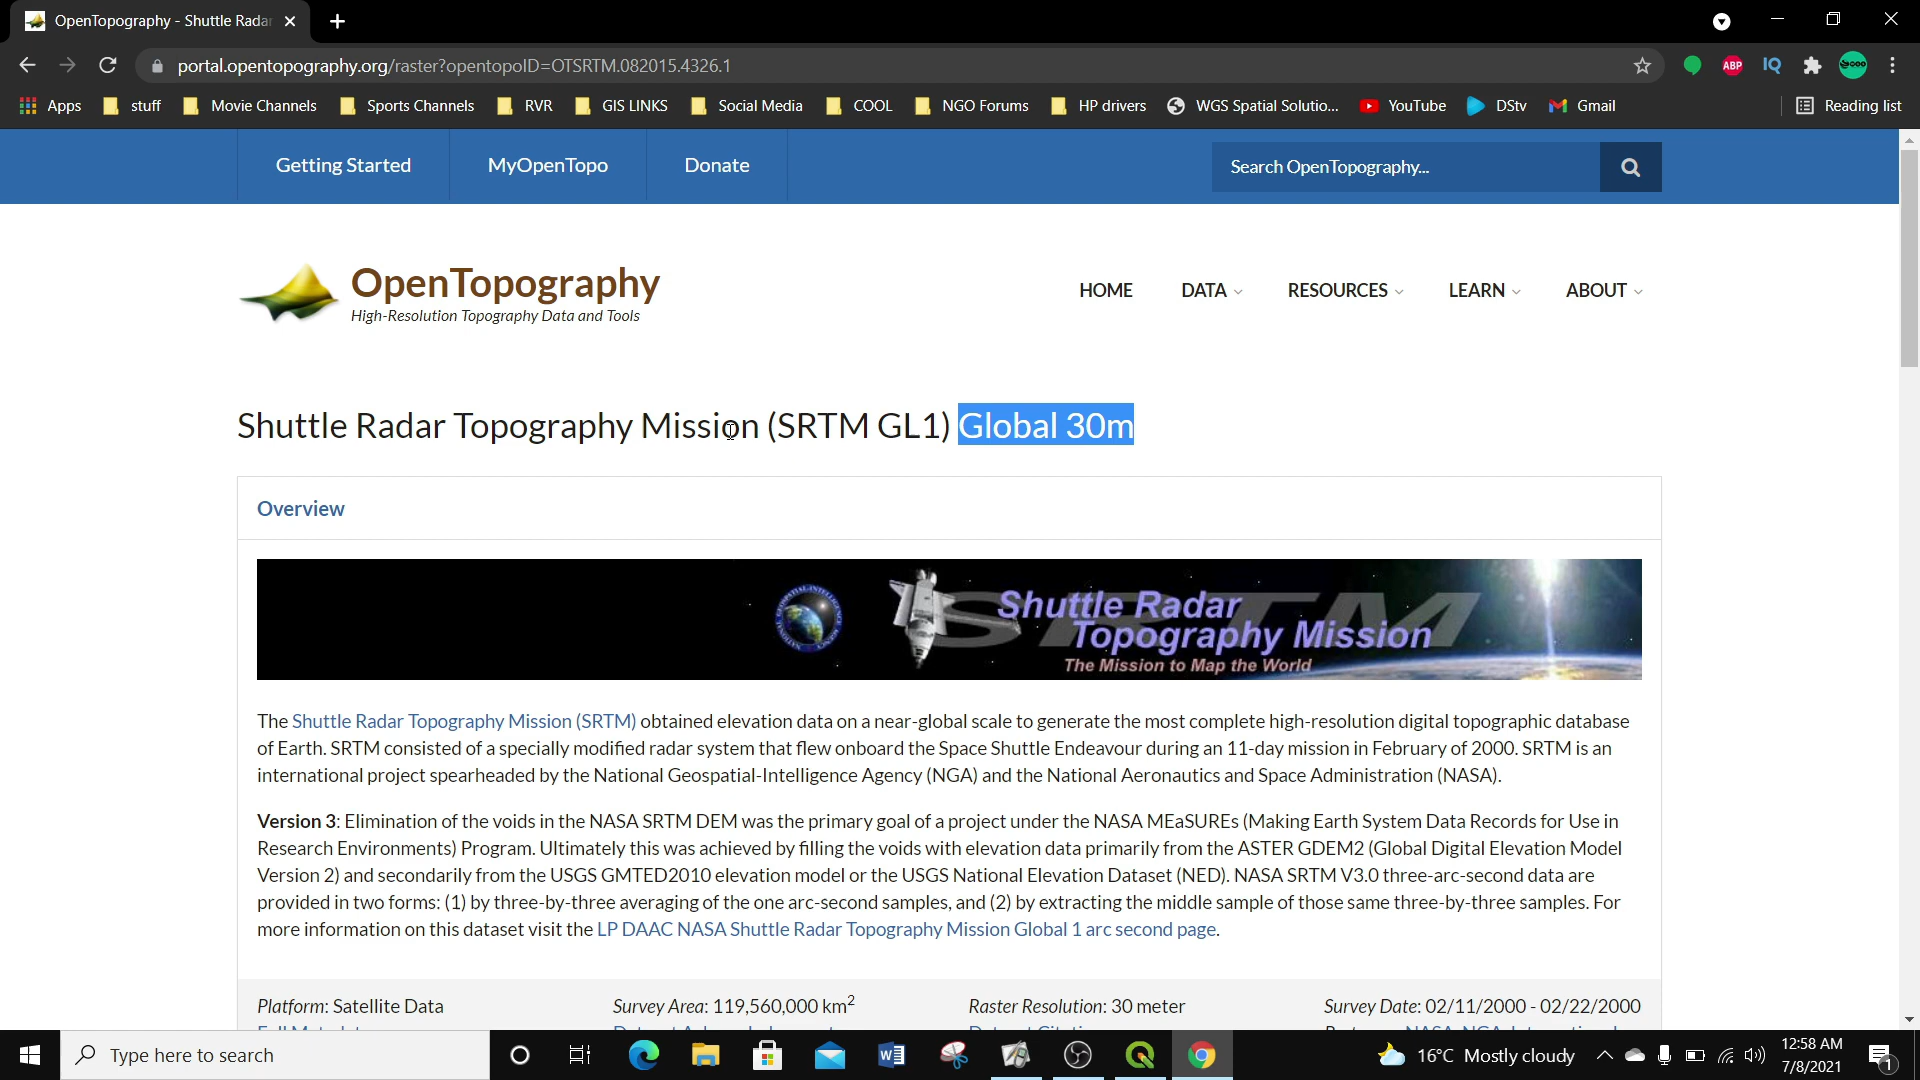 OpenTopography - Shuttle Radar
portal.opentopography.org/raster?opentopoID=OTSRTM.082015.4326.1
ABP
IQ
Apps stuff Movie Channels Sports Channels RVR GIS LINKS Social Media COOL NGO Forums HP drivers WGS Spatial Solutio... YouTube DStv Gmail Reading list
Getting Started MyOpenTopo Donate Search OpenTopography...
OpenTopography
High-Resolution Topography Data and Tools
HOME DATA RESOURCES LEARN ABOUT
Shuttle Radar Topography Mission (SRTM GL1) Global 30m
Overview
SRTM
Shuttle Radar
Topography Mission
The Mission to Map the World
The Shuttle Radar Topography Mission (SRTM) obtained elevation data on a near-global scale to generate the most complete high-resolution digital topographic database
of Earth. SRTM consisted of a specially modified radar system that flew onboard the Space Shuttle Endeavour during an 11-day mission in February of 2000. SRTM is an
international project spearheaded by the National Geospatial-Intelligence Agency (NGA) and the National Aeronautics and Space Administration (NASA).
Version 3: Elimination of the voids in the NASA SRTM DEM was the primary goal of a project under the NASA MEaSUREs (Making Earth System Data Records for Use in
Research Environments) Program. Ultimately this was achieved by filling the voids with elevation data primarily from the ASTER GDEM2 (Global Digital Elevation Model
Version 2) and secondarily from the USGS GMTED2010 elevation model or the USGS National Elevation Dataset (NED). NASA SRTM V3.0 three-arc-second data are
provided in two forms: (1) by three-by-three averaging of the one arc-second samples, and (2) by extracting the middle sample of those same three-by-three samples. For
more information on this dataset visit the LP DAAC NASA Shuttle Radar Topography Mission Global 1 arc second page.
Platform: Satellite Data Survey Area: 119,560,000 km2 Raster Resolution: 30 meter Survey Date: 02/11/2000 - 02/22/2000
Type here to search
16°C Mostly cloudy
12:58 AM
7/8/2021
1